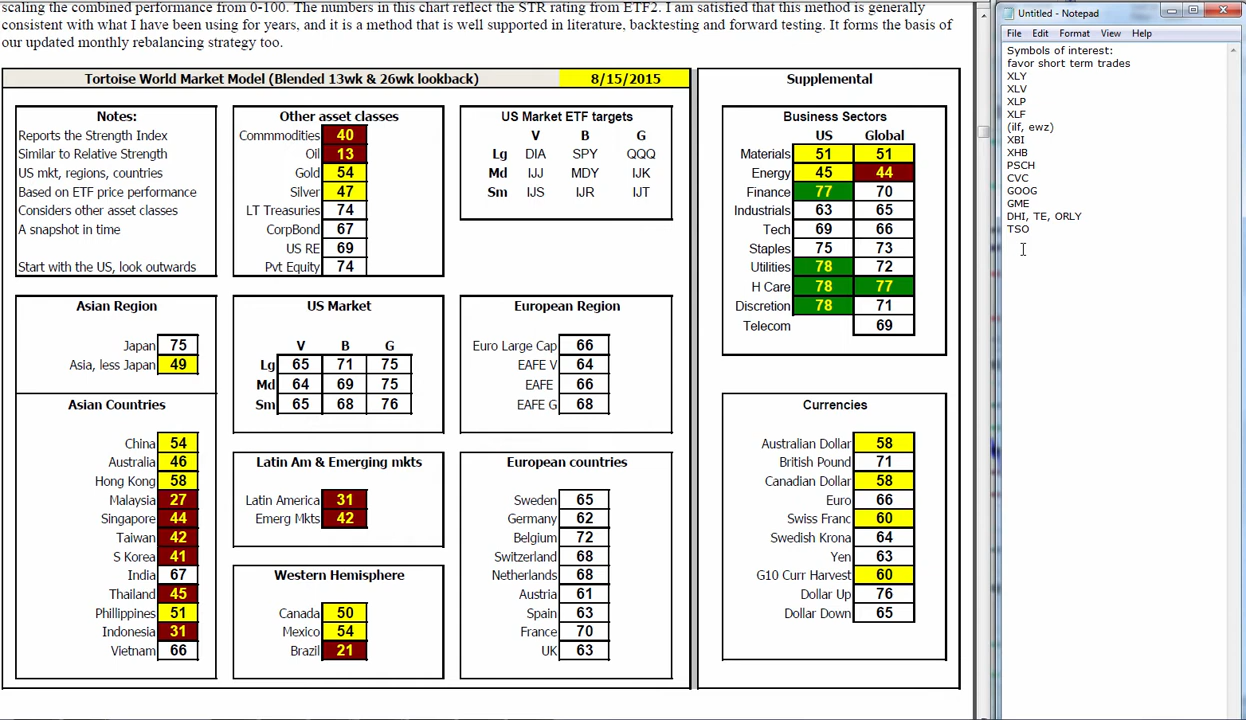 scaling the combined performance from 0-100. The numbers in this chart reflect the STR rating from ETF2. I am satisfied that this method is generally
consistent with what I have been using for years, and it is a method that is well supported in literature, backtesting and forward testing. It forms the basis of
our updated monthly rebalancing strategy too.
Tortoise World Market Model (Blended 13wk & 26wk lookback) 8/15/2015
Notes:
Reports the Strength Index
Similar to Relative Strength
US mkt, regions, countries
Based on ETF price performance
Considers other asset classes
A snapshot in time
Start with the US, look outwards
Other asset classes
Commmodities 40
Oil 13
Gold 54
Silver 47
LT Treasuries 74
CorpBond 67
US RE 69
Pvt Equity 74
US Market ETF targets
V B G
Lg DIA SPY QQQ
Md IJJ MDY IJK
Sm IJS IJR IJT
Asian Region
Japan 75
Asia, less Japan 49
Asian Countries
China 54
Australia 46
Hong Kong 58
Malaysia 27
Singapore 44
Taiwan 42
S Korea 41
India 67
Thailand 45
Phillippines 51
Indonesia 31
Vietnam 66
US Market
V B G
Lg 65 71 75
Md 64 69 75
Sm 65 68 76
Latin Am & Emerging mkts
Latin America 31
Emerg Mkts 42
Western Hemisphere
Canada 50
Mexico 54
Brazil 21
European Region
Euro Large Cap 66
EAFE V 64
EAFE 66
EAFE G 68
European countries
Sweden 65
Germany 62
Belgium 72
Switzerland 68
Netherlands 68
Austria 61
Spain 63
France 70
UK 63
Supplemental
Business Sectors
US Global
Materials 51 51
Energy 45 44
Finance 77 70
Industrials 63 65
Tech 69 66
Staples 75 73
Utilities 78 72
H Care 78 77
Discretion 78 71
Telecom 69
Currencies
Australian Dollar 58
British Pound 71
Canadian Dollar 58
Euro 66
Swiss Franc 60
Swedish Krona 64
Yen 63
G10 Curr Harvest 60
Dollar Up 76
Dollar Down 65
Untitled - Notepad
File Edit Format View Help
Symbols of interest:
favor short term trades
XLY
XLV
XLP
XLF
(ilf, ewz)
XBI
XHB
PSCH
CVC
GOOG
GME
DHI, TE, ORLY
TSO